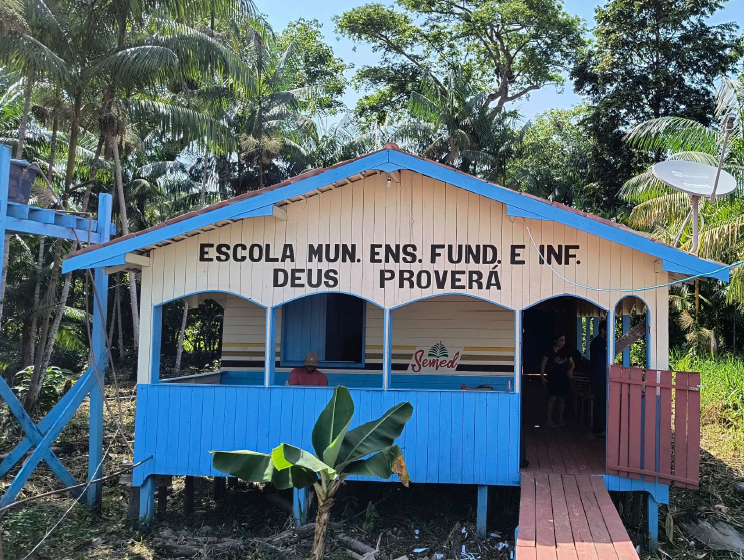 ESCOLA MUN. ENS. FUND. E INF.
DEUS PROVERÁ
Semed